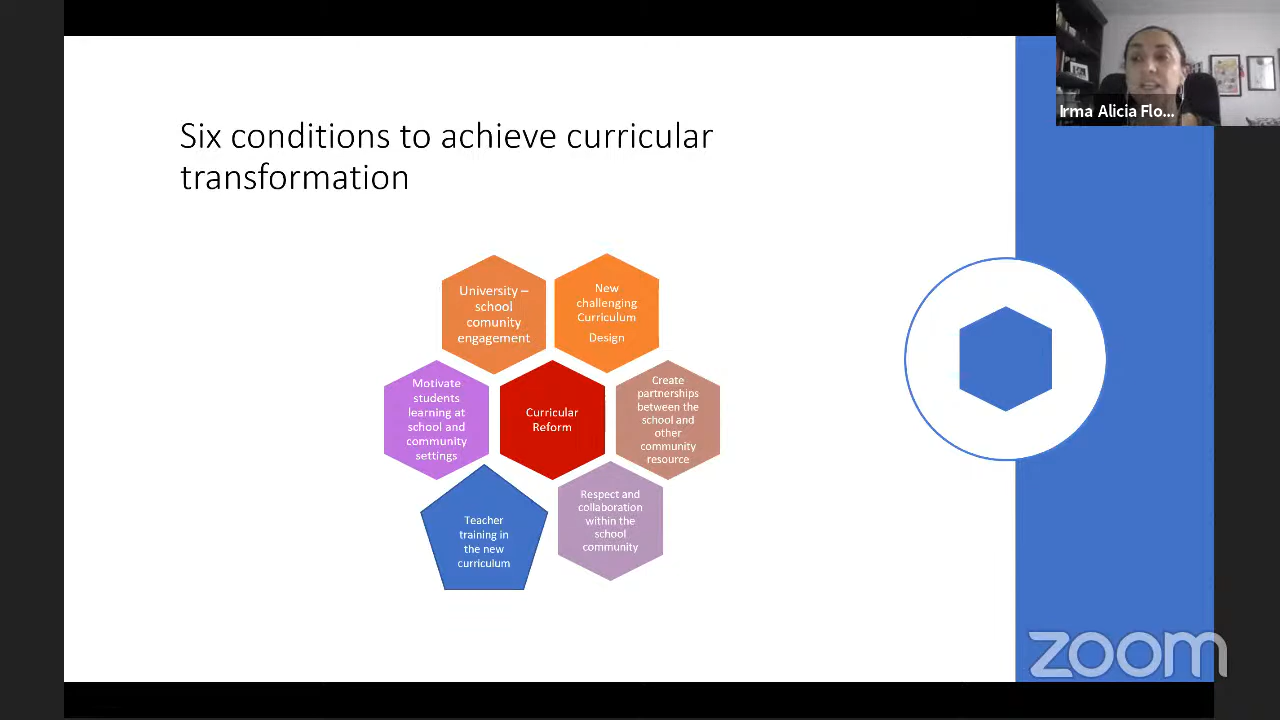 Irma Alicia Flo...
Six conditions to achieve curricular
transformation
University –
school
comunity
engagement
New
challenging
Curriculum
Design
Motivate
students
learning at
school and
community
settings
Curricular
Reform
Create
partnerships
between the
school and
other
community
resource
Teacher
training in
the new
curriculum
Respect and
collaboration
within the
school
community
zoom